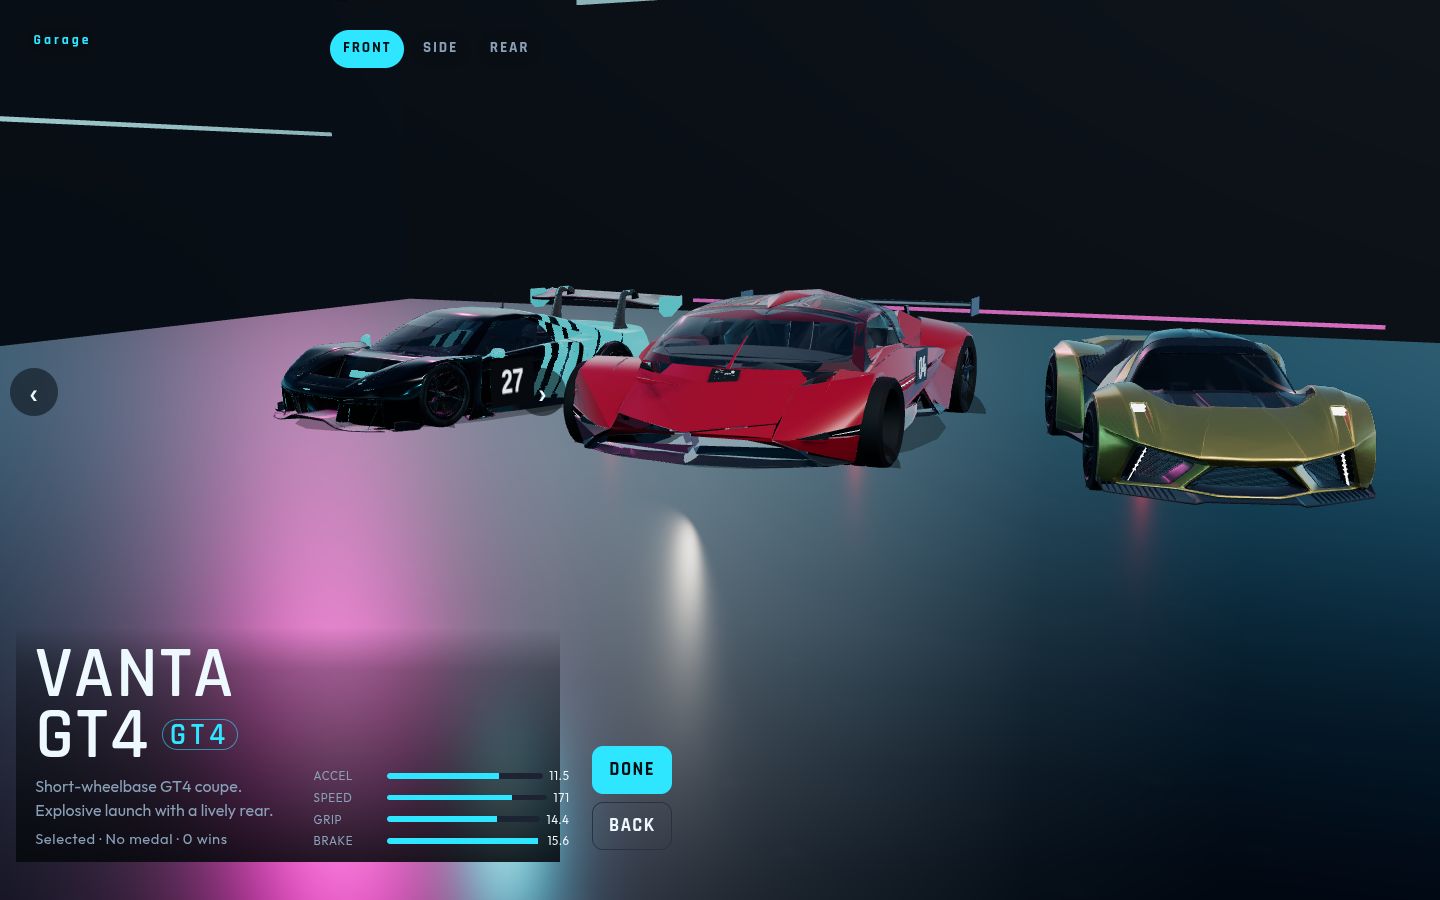 Garage
FRONT SIDE REAR
27
04
‹ ›
VANTA
GT4 GT4
Short-wheelbase GT4 coupe.
Explosive launch with a lively rear.
Selected · No medal · 0 wins
ACCEL 11.5
SPEED 171
GRIP 14.4
BRAKE 15.6
DONE
BACK